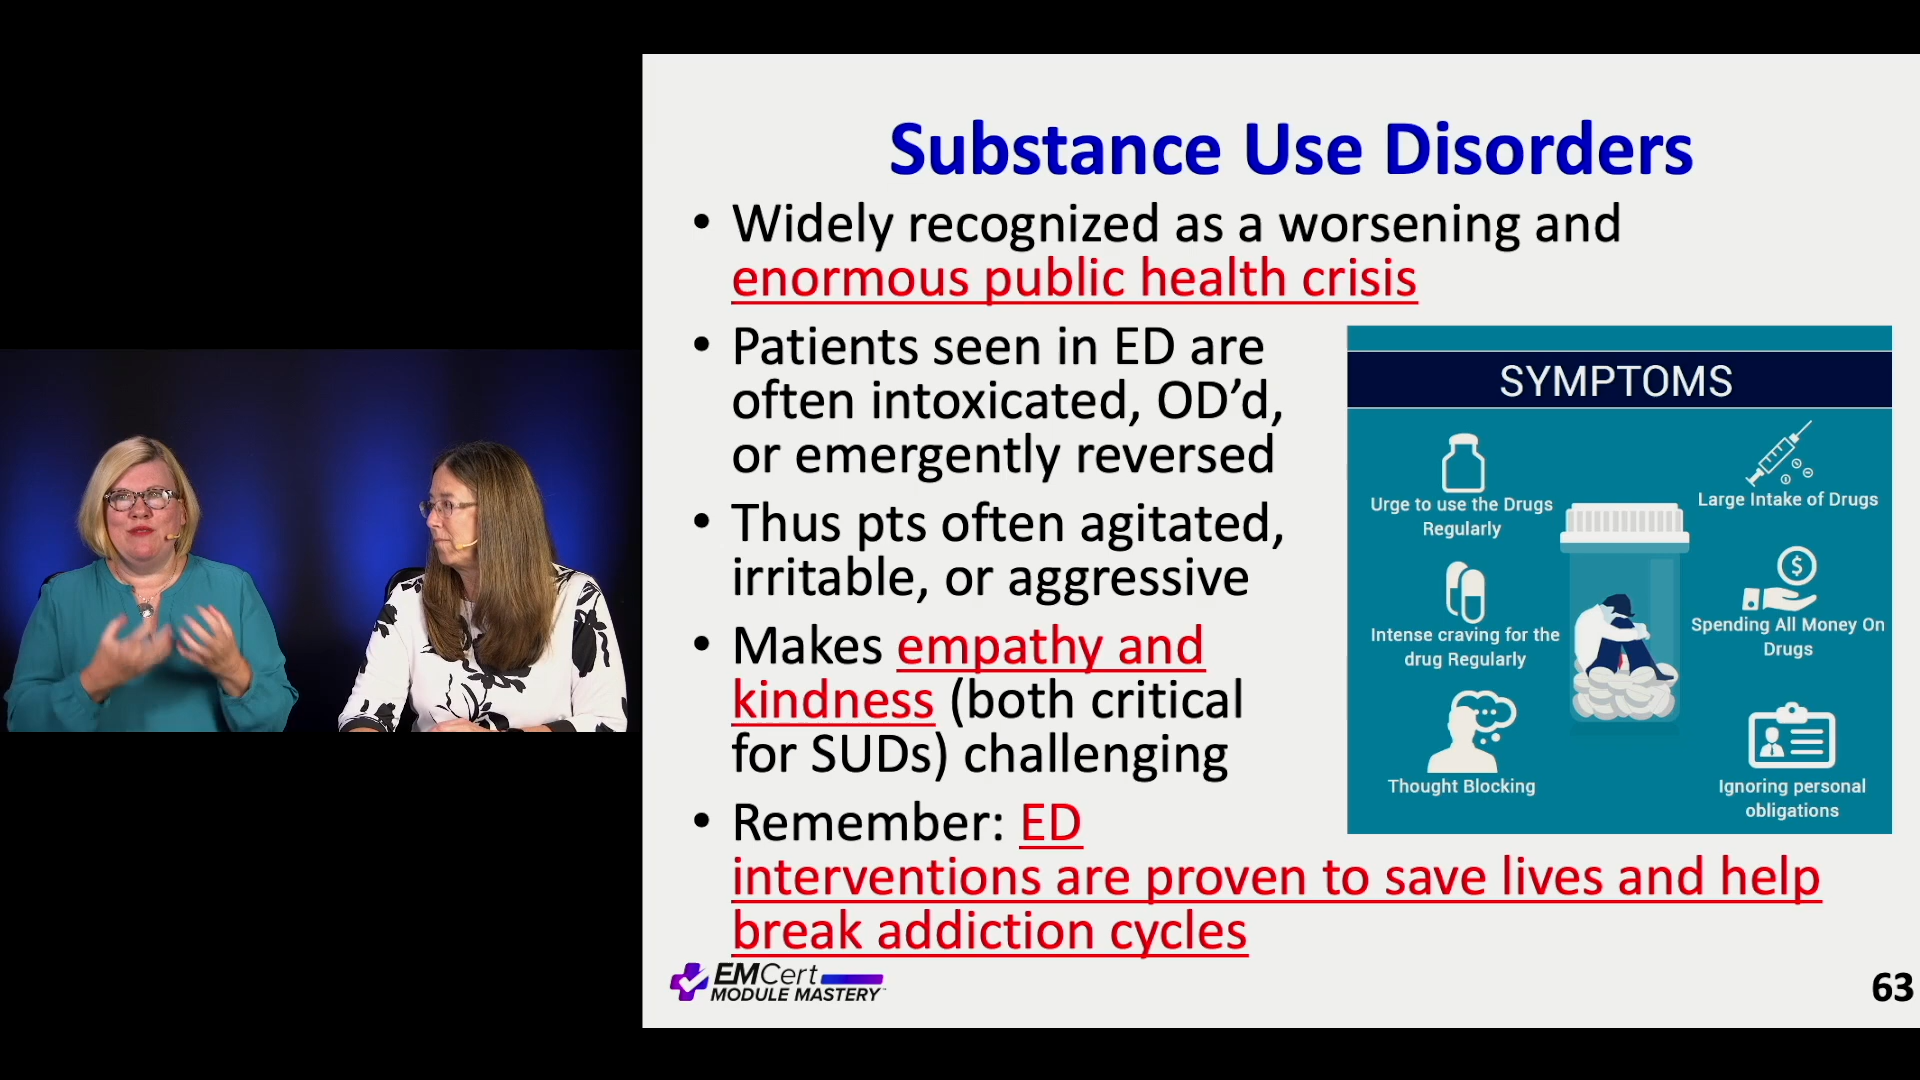 Substance Use Disorders
• Widely recognized as a worsening and
enormous public health crisis
• Patients seen in ED are
often intoxicated, OD’d,
or emergently reversed
• Thus pts often agitated,
irritable, or aggressive
• Makes empathy and
kindness (both critical
for SUDs) challenging
• Remember: ED
interventions are proven to save lives and help
break addiction cycles
SYMPTOMS
Urge to use the Drugs
Regularly
Large Intake of Drugs
Intense craving for the
drug Regularly
$
Spending All Money On
Drugs
Thought Blocking
Ignoring personal
obligations
EMCert
MODULE MASTERY™
63